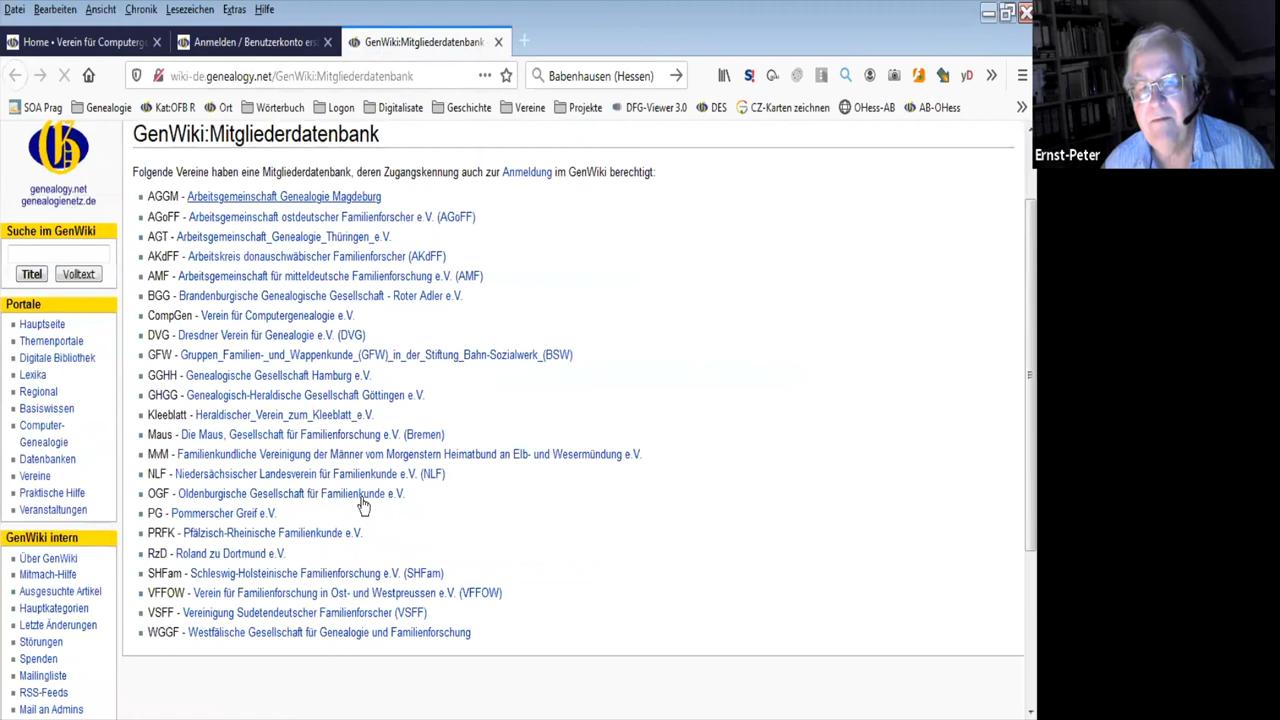 Datei Bearbeiten Ansicht Chronik Lesezeichen Extras Hilfe
Home • Verein für Computerg
Anmelden / Benutzerkonto ers
GenWiki:Mitgliederdatenbank
wiki-de.genealogy.net/GenWiki:Mitgliederdatenbank
Babenhausen (Hessen)
SOA Prag Genealogie Kat:OFB R Ort Wörterbuch Logon Digitalisate Geschichte Vereine Projekte DFG-Viewer 3.0 DES CZ-Karten zeichnen OHess-AB AB-OHess
Ernst-Peter
genealogy.net
genealogienetz.de
Suche im GenWiki
Titel Volltext
Portale
Hauptseite
Themenportale
Digitale Bibliothek
Lexika
Regional
Basiswissen
Computer-
Genealogie
Datenbanken
Vereine
Praktische Hilfe
Veranstaltungen
GenWiki intern
Über GenWiki
Mitmach-Hilfe
Ausgesuchte Artikel
Hauptkategorien
Letzte Änderungen
Störungen
Spenden
Mailingliste
RSS-Feeds
Mail an Admins
GenWiki:Mitgliederdatenbank
Folgende Vereine haben eine Mitgliederdatenbank, deren Zugangskennung auch zur Anmeldung im GenWiki berechtigt:
AGGM - Arbeitsgemeinschaft Genealogie Magdeburg
AGoFF - Arbeitsgemeinschaft ostdeutscher Familienforscher e.V. (AGoFF)
AGT - Arbeitsgemeinschaft_Genealogie_Thüringen_e.V.
AKdFF - Arbeitskreis donauschwäbischer Familienforscher (AKdFF)
AMF - Arbeitsgemeinschaft für mitteldeutsche Familienforschung e.V. (AMF)
BGG - Brandenburgische Genealogische Gesellschaft - Roter Adler e.V.
CompGen - Verein für Computergenealogie e.V.
DVG - Dresdner Verein für Genealogie e.V. (DVG)
GFW - Gruppen_Familien-_und_Wappenkunde_(GFW)_in_der_Stiftung_Bahn-Sozialwerk_(BSW)
GGHH - Genealogische Gesellschaft Hamburg e.V.
GHGG - Genealogisch-Heraldische Gesellschaft Göttingen e.V.
Kleeblatt - Heraldischer_Verein_zum_Kleeblatt_e.V.
Maus - Die Maus, Gesellschaft für Familienforschung e.V. (Bremen)
MvM - Familienkundliche Vereinigung der Männer vom Morgenstern Heimatbund an Elb- und Wesermündung e.V.
NLF - Niedersächsischer Landesverein für Familienkunde e.V. (NLF)
OGF - Oldenburgische Gesellschaft für Familienkunde e.V.
PG - Pommerscher Greif e.V.
PRFK - Pfälzisch-Rheinische Familienkunde e.V.
RzD - Roland zu Dortmund e.V.
SHFam - Schleswig-Holsteinische Familienforschung e.V. (SHFam)
VFFOW - Verein für Familienforschung in Ost- und Westpreussen e.V. (VFFOW)
VSFF - Vereinigung Sudetendeutscher Familienforscher (VSFF)
WGGF - Westfälische Gesellschaft für Genealogie und Familienforschung